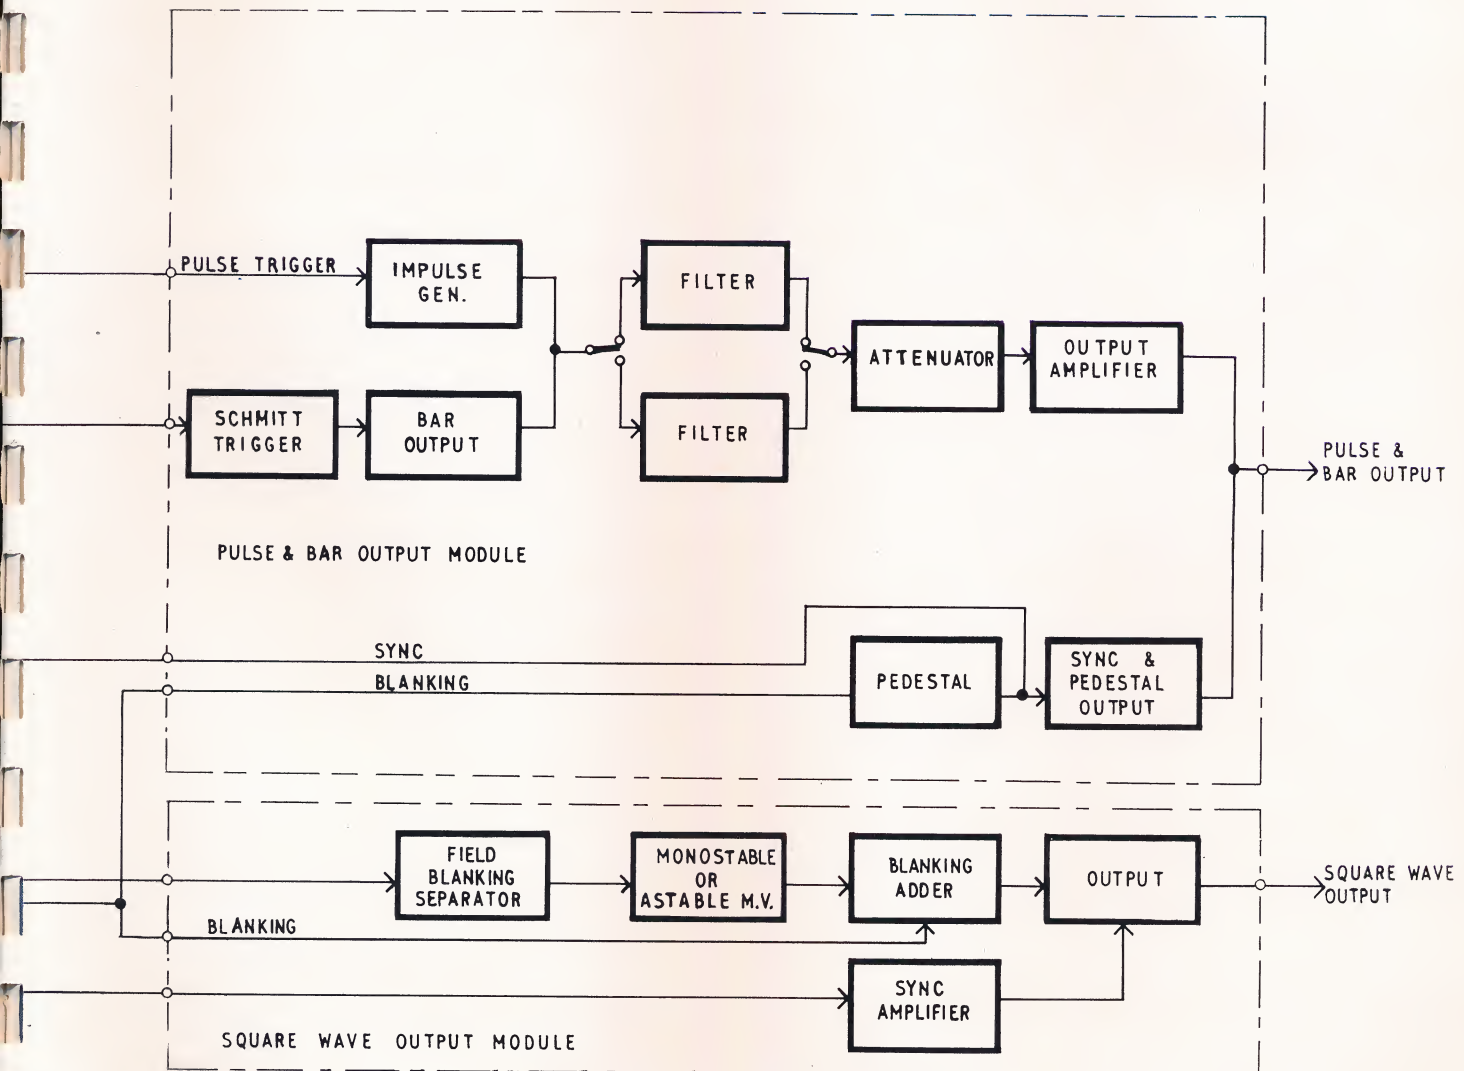 PULSE TRIGGER
IMPULSE
GEN.
FILTER
ATTENUATOR
OUTPUT
AMPLIFIER
SCHMITT
TRIGGER
BAR
OUTPUT
FILTER
PULSE &
BAR OUTPUT
PULSE & BAR OUTPUT MODULE
SYNC
BLANKING
PEDESTAL
SYNC &
PEDESTAL
OUTPUT
FIELD
BLANKING
SEPARATOR
MONOSTABLE
OR
ASTABLE M.V.
BLANKING
ADDER
OUTPUT
SQUARE WAVE
OUTPUT
BLANKING
SYNC
AMPLIFIER
SQUARE WAVE OUTPUT MODULE